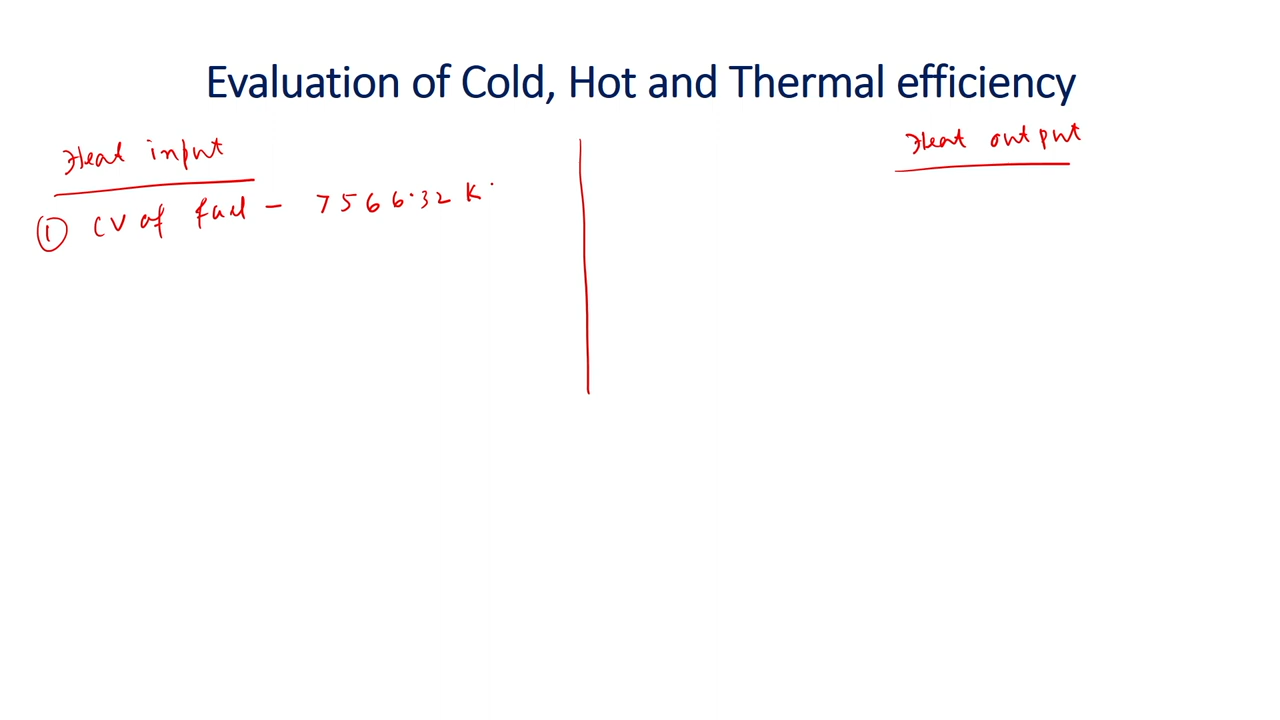 Evaluation of Cold, Hot and Thermal efficiency
Heat input
Heat output
① CV of fuel - 7566.32 K